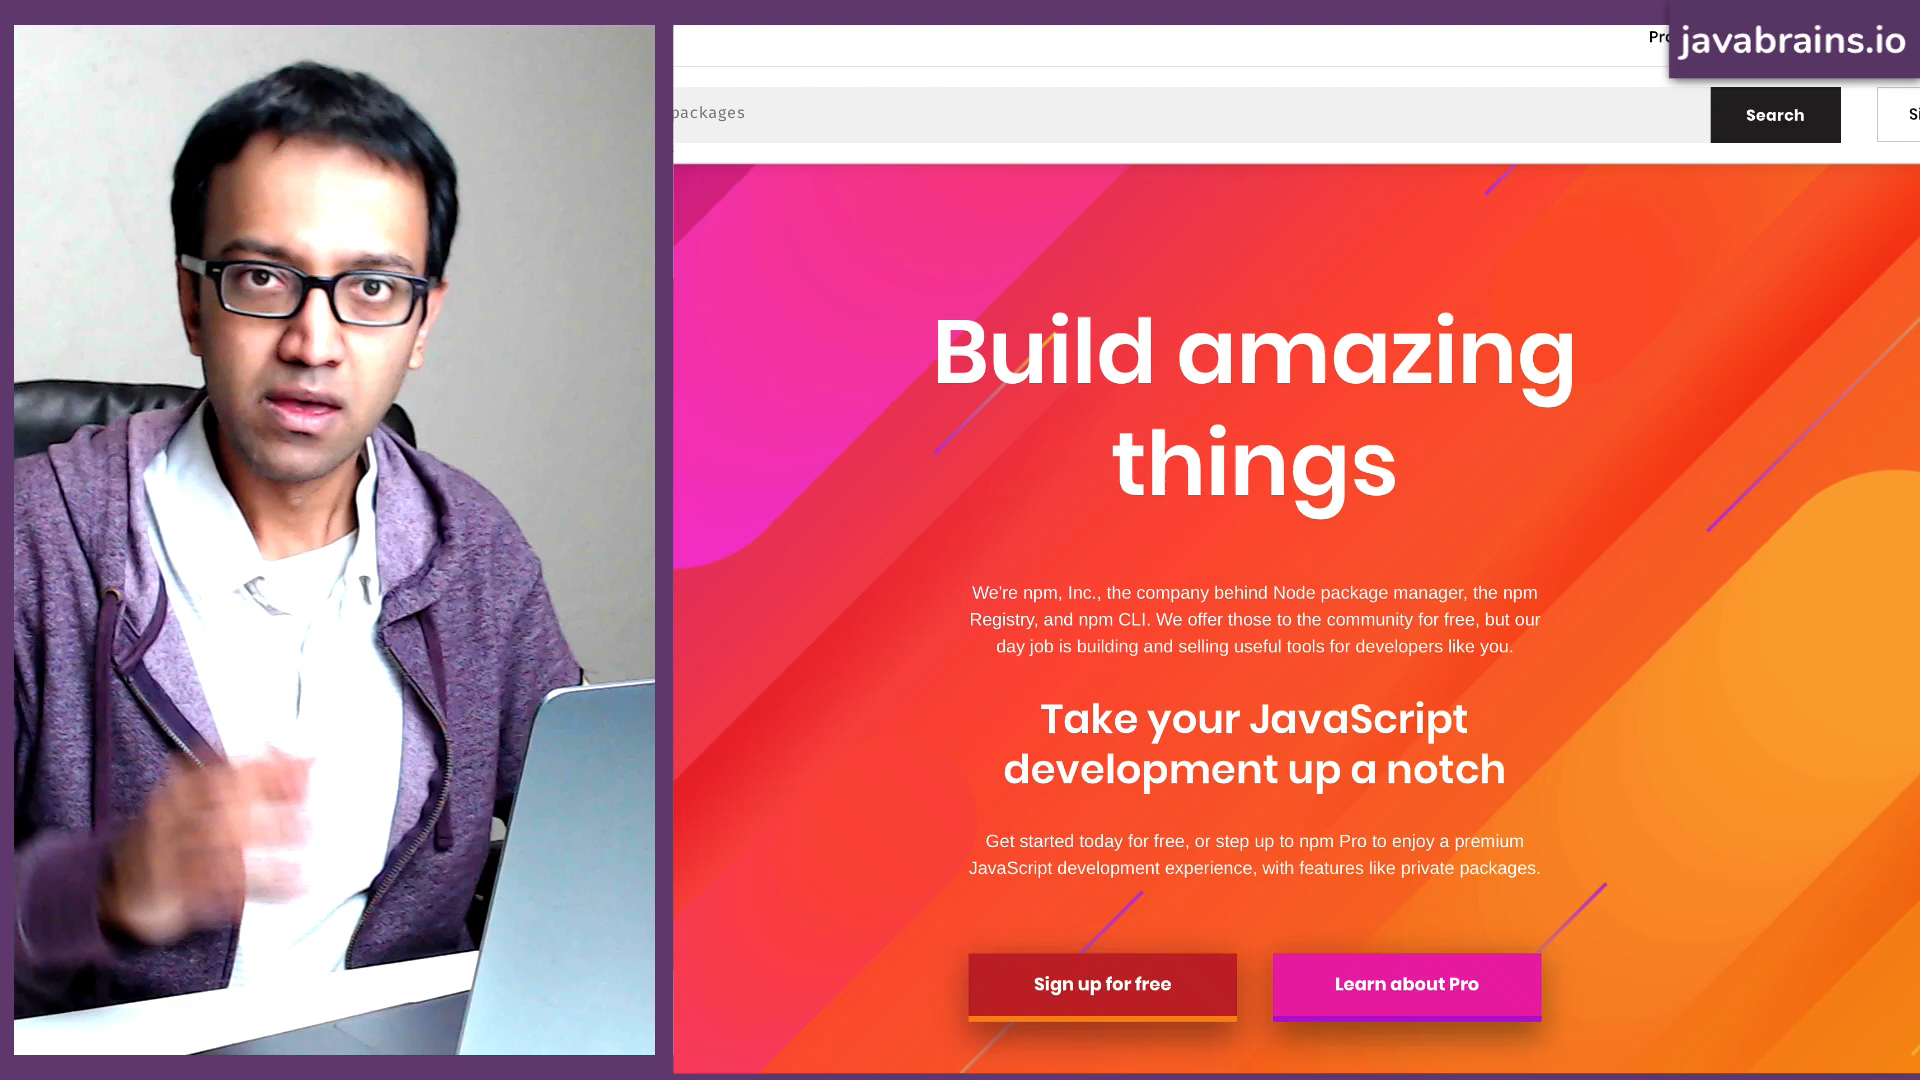 javabrains.io
packages
Search
Build amazing
things
We're npm, Inc., the company behind Node package manager, the npm
Registry, and npm CLI. We offer those to the community for free, but our
day job is building and selling useful tools for developers like you.
Take your JavaScript
development up a notch
Get started today for free, or step up to npm Pro to enjoy a premium
JavaScript development experience, with features like private packages.
Sign up for free
Learn about Pro